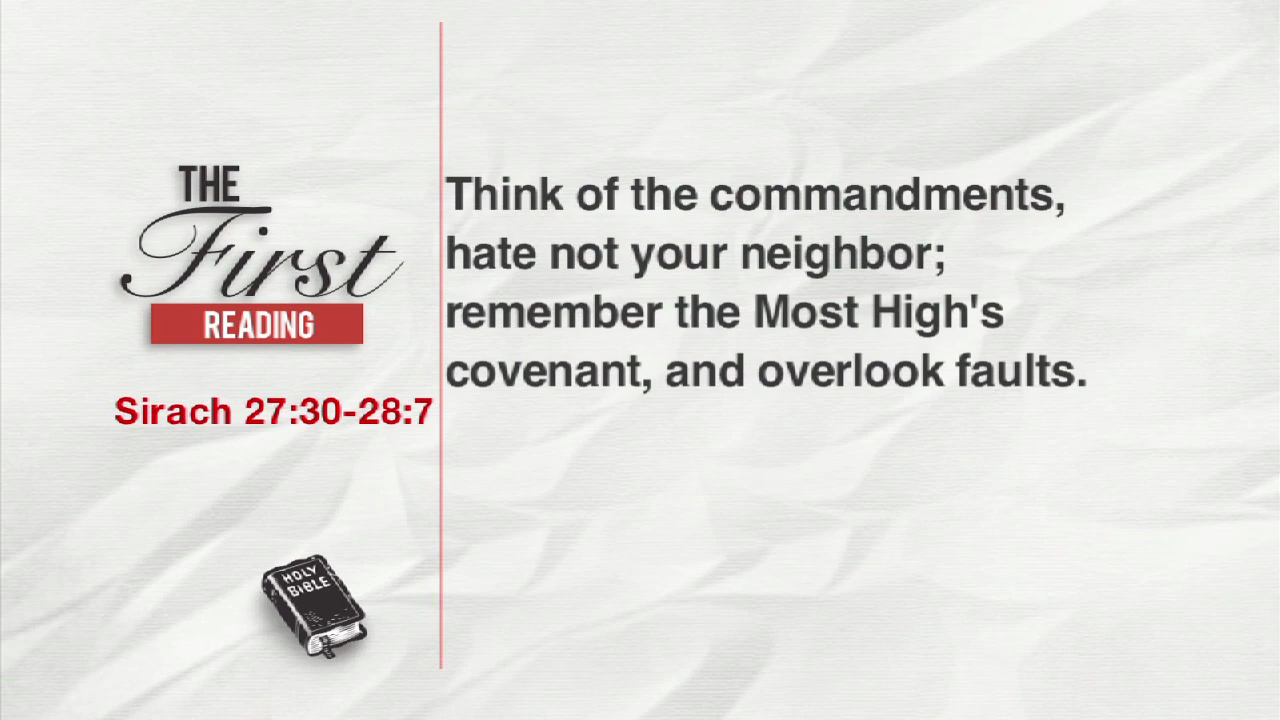 THE
First
READING
Sirach 27:30-28:7
Think of the commandments,
hate not your neighbor;
remember the Most High's
covenant, and overlook faults.
HOLY
BIBLE